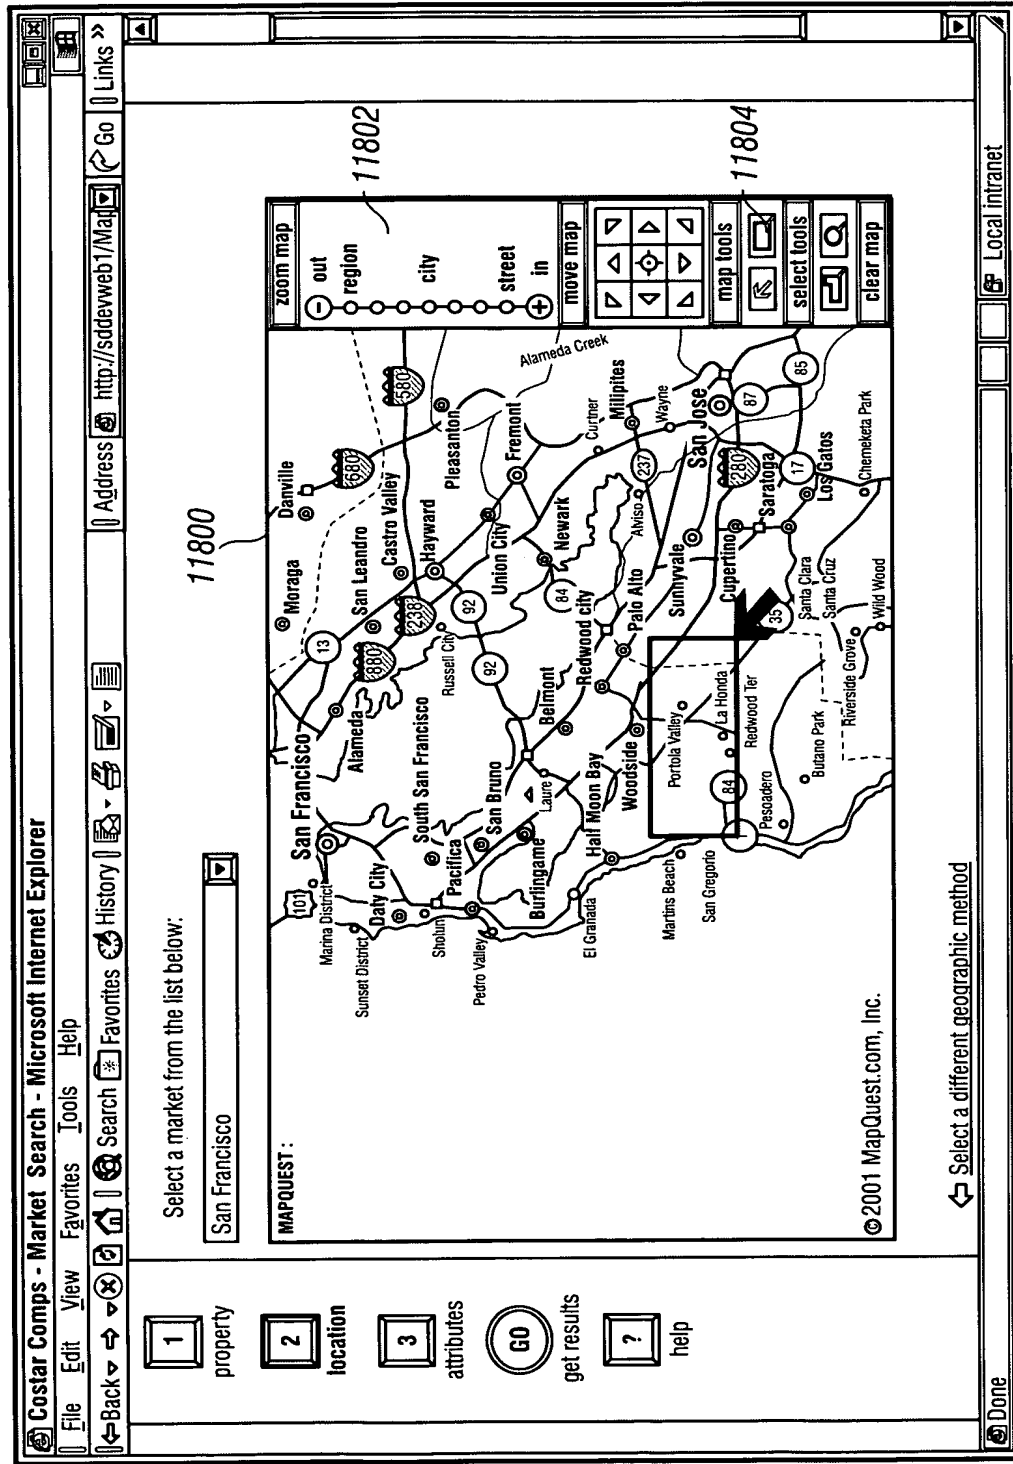 Costar Comps - Market Search - Microsoft Internet Explorer
File Edit View Favorites Tools Help
Back Search Favorites History Address http://sddevweb1/Map Go Links »
1
property
2
location
3
attributes
GO
get results
?
help
Select a market from the list below:
San Francisco
11800
MAPQUEST :
101
San Francisco
Marina District
Sunset District
Daly City
Sholun
Pacifica
Pedro Valley
South San Francisco
San Bruno
Burlingame
Laure
El Granada
Half Moon Bay
Belmont
Redwood city
Woodside
Martins Beach
San Gregorio
Portola Valley
La Honda
Redwood Ter
84
1
Pesoadero
Butano Park
Riverside Grove
Wild Wood
Santa Clara
Santa Cruz
35
Moraga
13
Alameda
San Leandro
880
238
Russell City
92
92
Danville
680
580
Castro Valley
Hayward
Pleasanton
Union City
Fremont
Newark
84
Alameda Creek
Curtner
Milipites
Wayne
237
Alviso
Palo Alto
Sunnyvale
San Jose
87
85
280
Cupertino
Saratoga
17
Los Gatos
Chemeketa Park
©2001 MapQuest.com, Inc.
zoom map
out
region
city
street
in
11802
move map
map tools
11804
select tools
clear map
Select a different geographic method
Done Local intranet